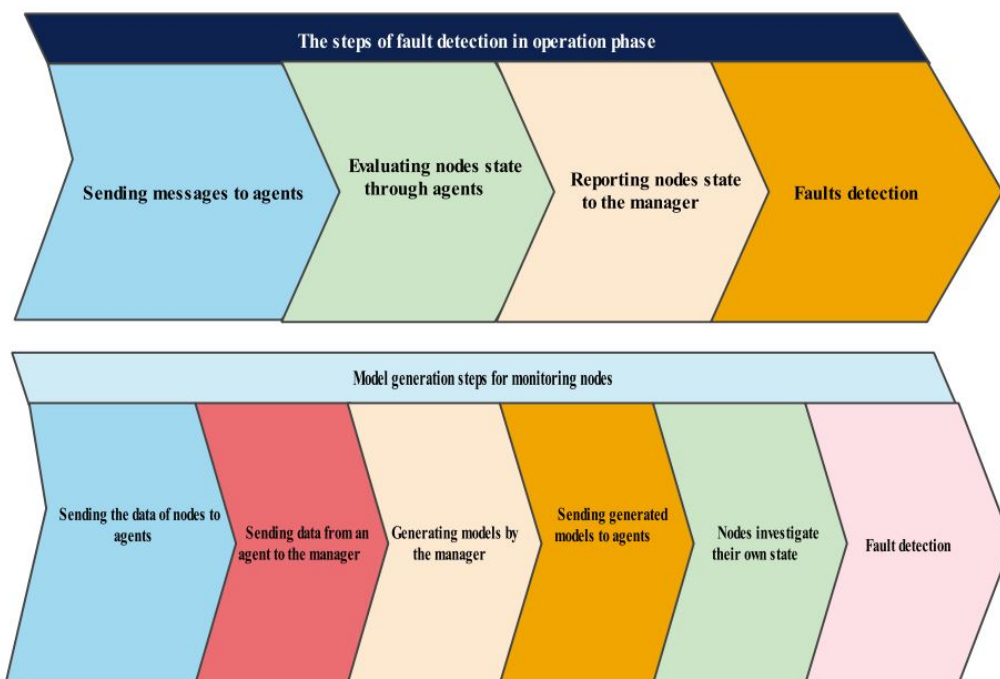 The steps of fault detection in operation phase
Sending messages to agents
Evaluating nodes state
through agents
Reporting nodes state
to the manager
Faults detection
Model generation steps for monitoring nodes
Sending the data of nodes to
agents
Sending data from an
agent to the manager
Generating models by
the manager
Sending generated
models to agents
Nodes investigate
their own state
Fault detection